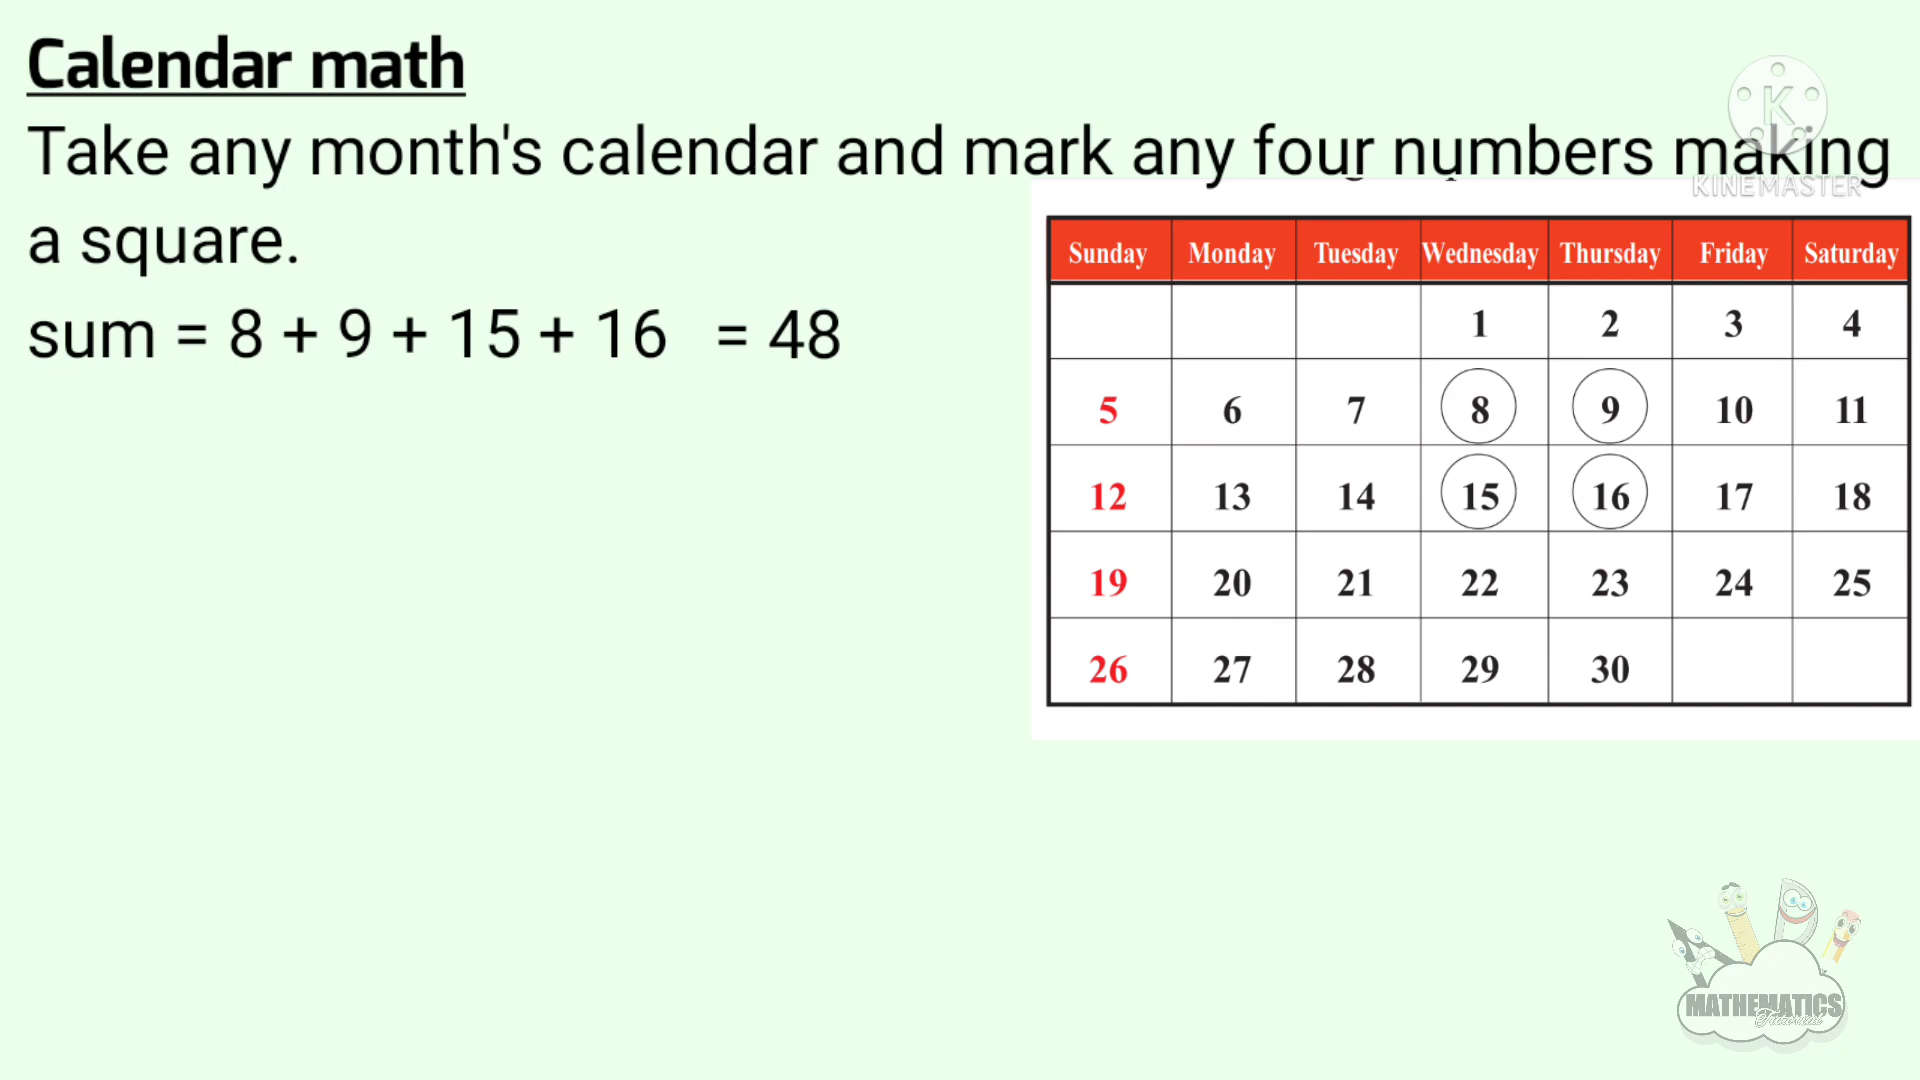 Calendar math
Take any month's calendar and mark any four numbers making
a square.
sum = 8 + 9 + 15 + 16 = 48
KINEMASTER
Sunday Monday Tuesday Wednesday Thursday Friday Saturday
1 2 3 4
5 6 7 8 9 10 11
12 13 14 15 16 17 18
19 20 21 22 23 24 25
26 27 28 29 30
MATHEMATICS
Tutorial